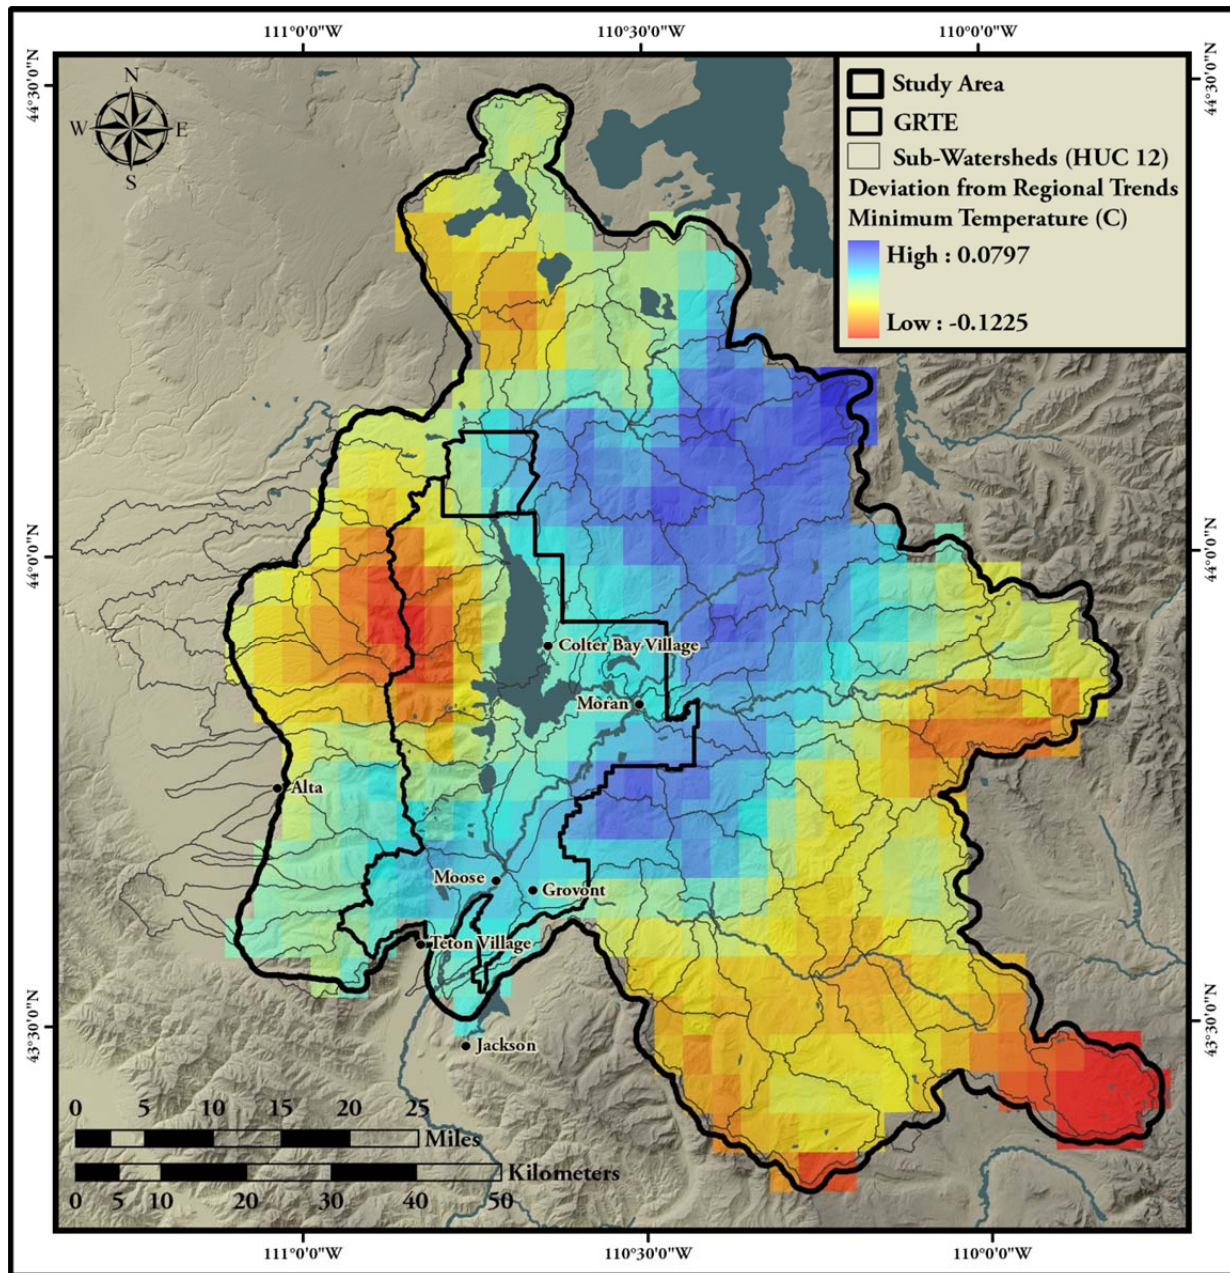 111°0'0"W 110°30'0"W 110°0'0"W
44°30'0"N
44°30'0"N
N
W E
S
Study Area
GRTE
Sub-Watersheds (HUC 12)
Deviation from Regional Trends
Minimum Temperature (C)
High : 0.0797
Low : -0.1225
44°0'0"N
44°0'0"N
Colter Bay Village
Moran
Alta
Moose
Grovont
Teton Village
43°30'0"N
43°30'0"N
Jackson
0 5 10 15 20 25
Miles
Kilometers
0 5 10 20 30 40 50
111°0'0"W 110°30'0"W 110°0'0"W